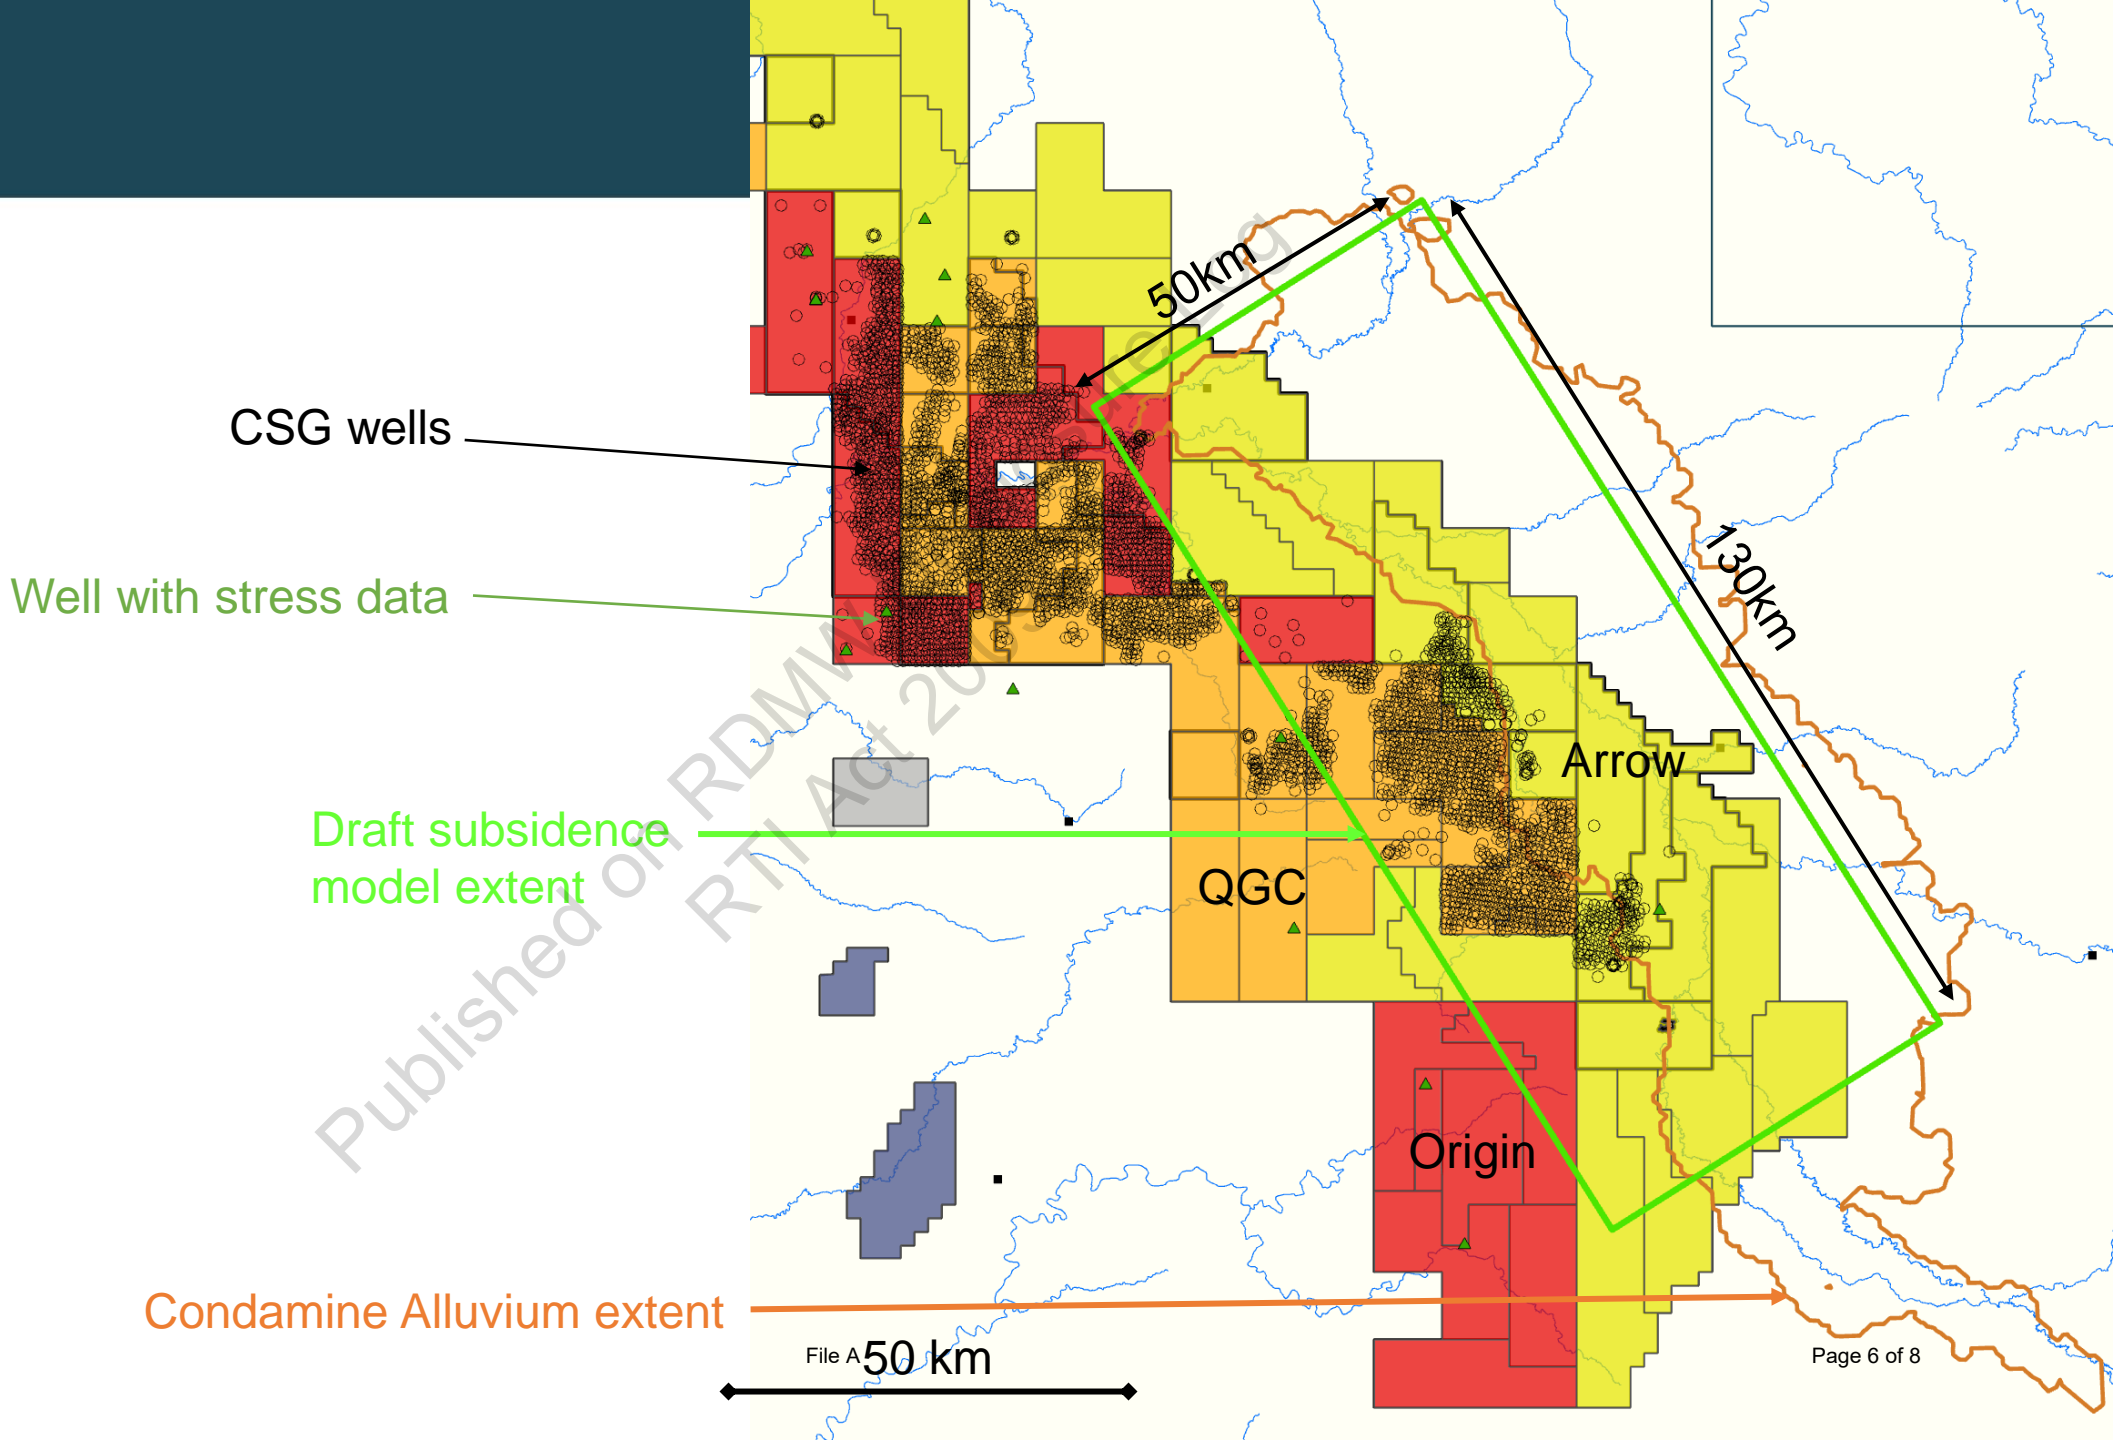 50km
CSG wells
130km
Well with stress data
Arrow
Draft subsidence
model extent
QGC
Origin
Condamine Alluvium extent
File A
50 km
Page 6 of 8
Published on RDMW
RTI Act 2009